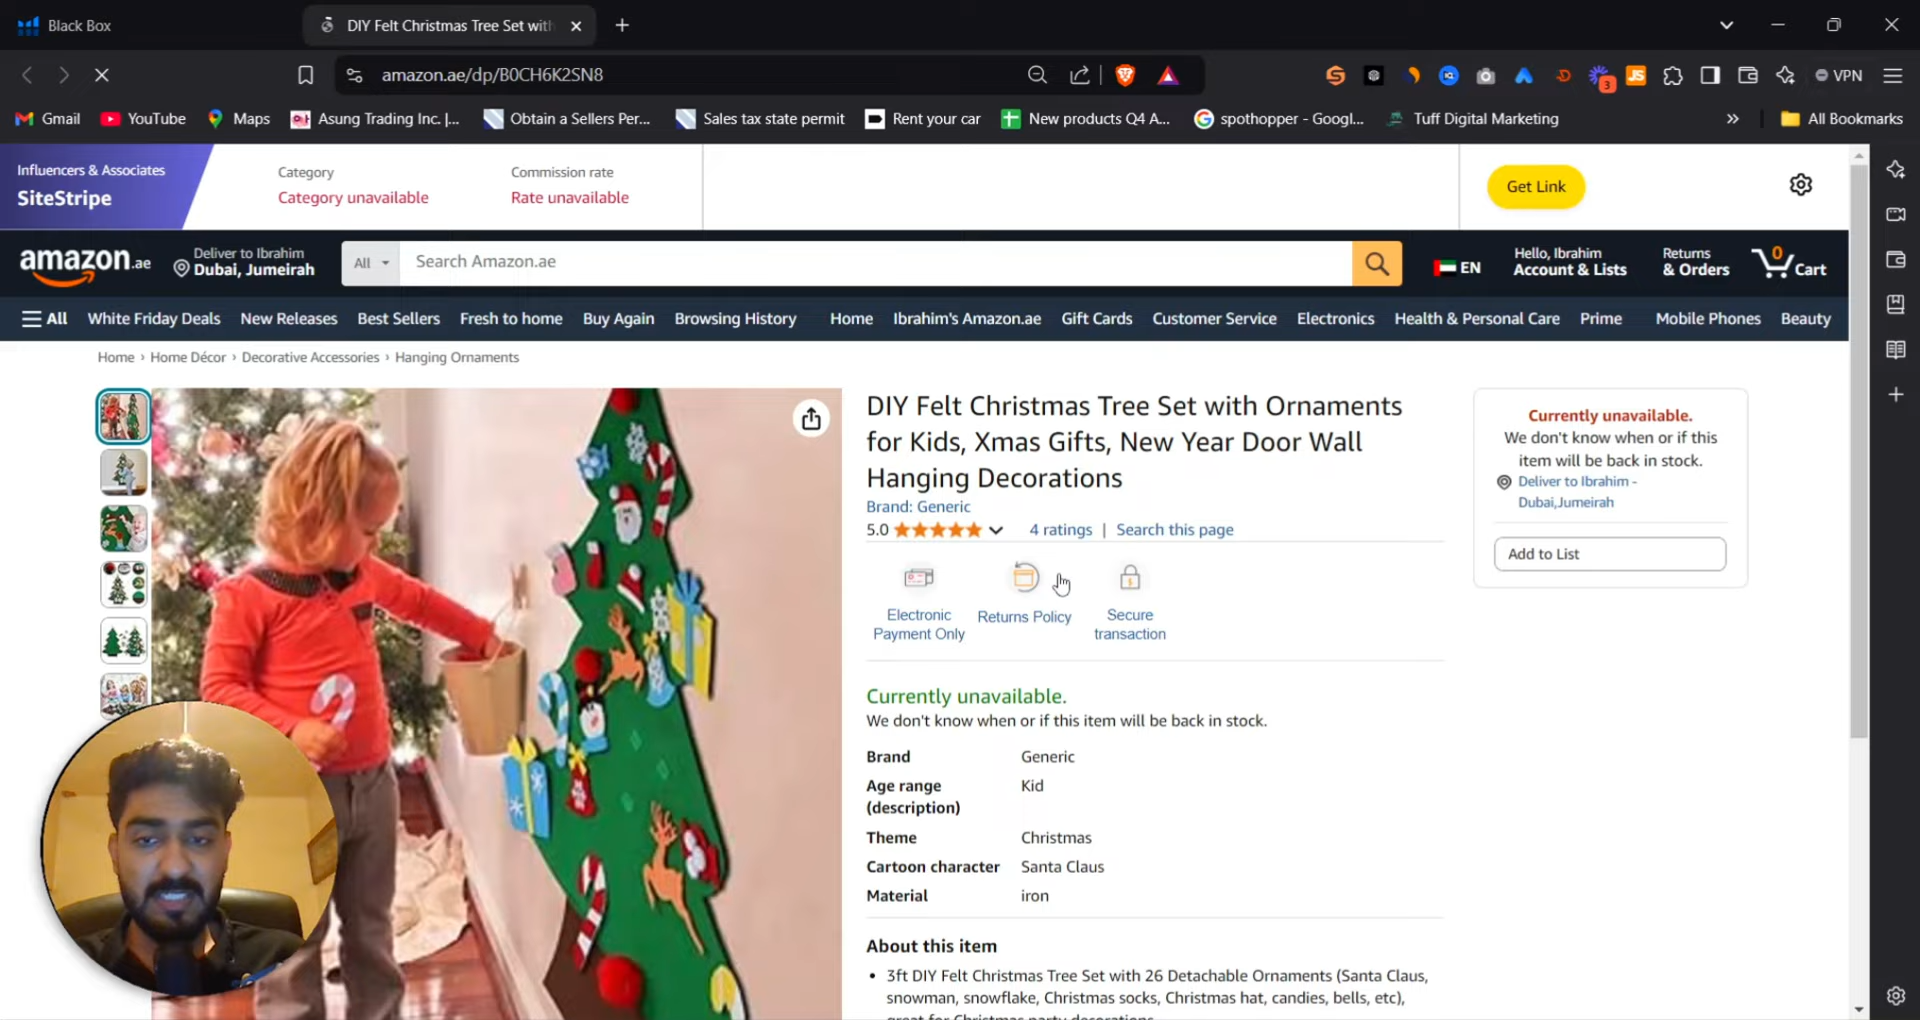 Black Box
DIY Felt Christmas Tree Set with
amazon.ae/dp/B0CH6K2SN8
3
JS
VPN
Gmail
YouTube
Maps
Asung Trading Inc. |...
Obtain a Sellers Per...
Sales tax state permit
Rent your car
New products Q4 A...
spothopper - Googl...
Tuff Digital Marketing
»
All Bookmarks
Influencers & Associates
SiteStripe
Category
Category unavailable
Commission rate
Rate unavailable
Get Link
amazon.ae
Deliver to Ibrahim
Dubai, Jumeirah
All
Search Amazon.ae
EN
Hello, Ibrahim
Account & Lists
Returns
& Orders
0
Cart
All
White Friday Deals
New Releases
Best Sellers
Fresh to home
Buy Again
Browsing History
Home
Ibrahim's Amazon.ae
Gift Cards
Customer Service
Electronics
Health & Personal Care
Prime
Mobile Phones
Beauty
Home › Home Décor › Decorative Accessories › Hanging Ornaments
DIY Felt Christmas Tree Set with Ornaments
for Kids, Xmas Gifts, New Year Door Wall
Hanging Decorations
Brand: Generic
5.0
4 ratings | Search this page
Electronic
Payment Only
Returns Policy
Secure
transaction
Currently unavailable.
We don't know when or if this item will be back in stock.
Brand Generic
Age range Kid
(description)
Theme Christmas
Cartoon character Santa Claus
Material iron
About this item
• 3ft DIY Felt Christmas Tree Set with 26 Detachable Ornaments (Santa Claus,
snowman, snowflake, Christmas socks, Christmas hat, candies, bells, etc),
great for Christmas party decorations
Currently unavailable.
We don't know when or if this
item will be back in stock.
Deliver to Ibrahim -
Dubai,Jumeirah
Add to List